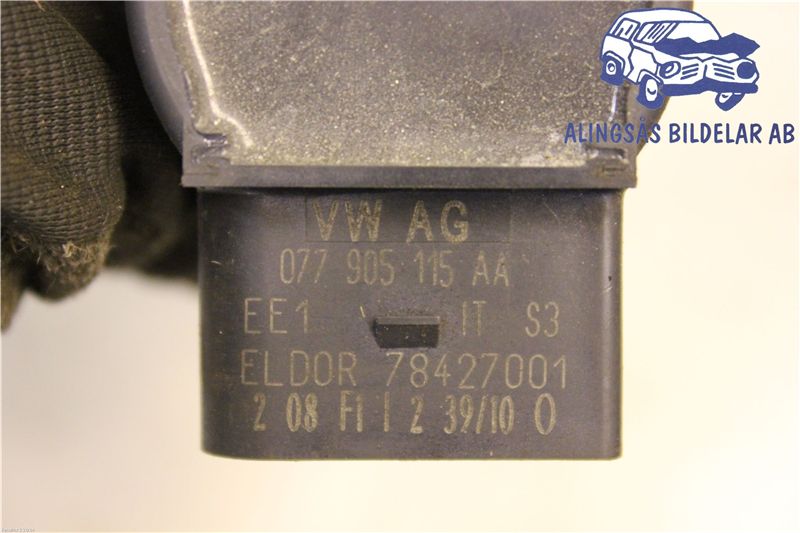 ALINGSÅS BILDELAR AB
VW AG
077 905 115 AA
EE1 IT S3
ELDOR 78427001
2 08 F1 I 2 39/10 0